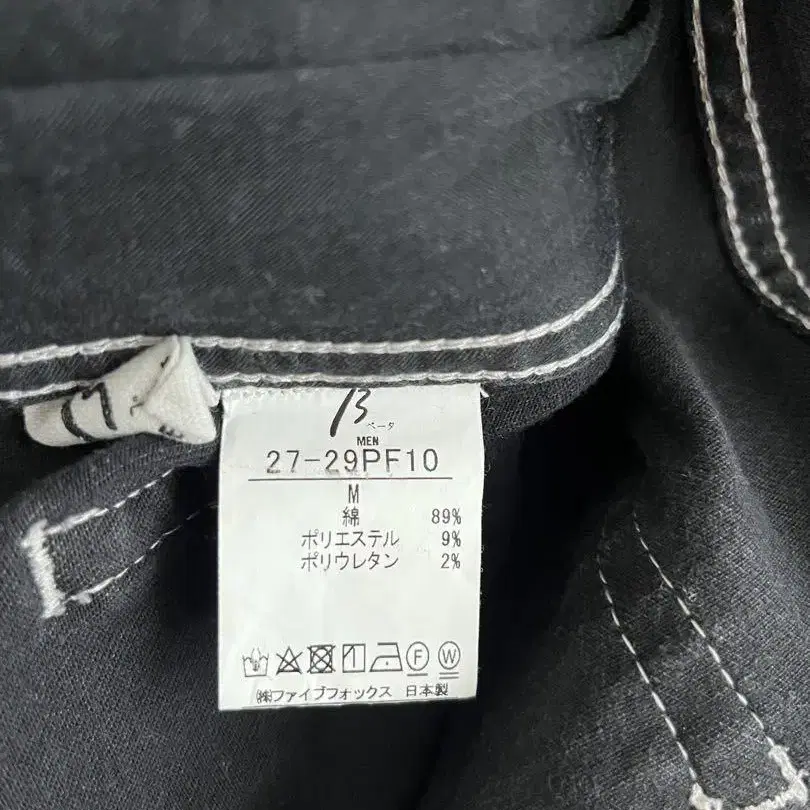 β
ベータ
MEN
27-29PF10
M
綿 89%
ポリエステル 9%
ポリウレタン 2%
F W
㈱ファイブフォックス 日本製